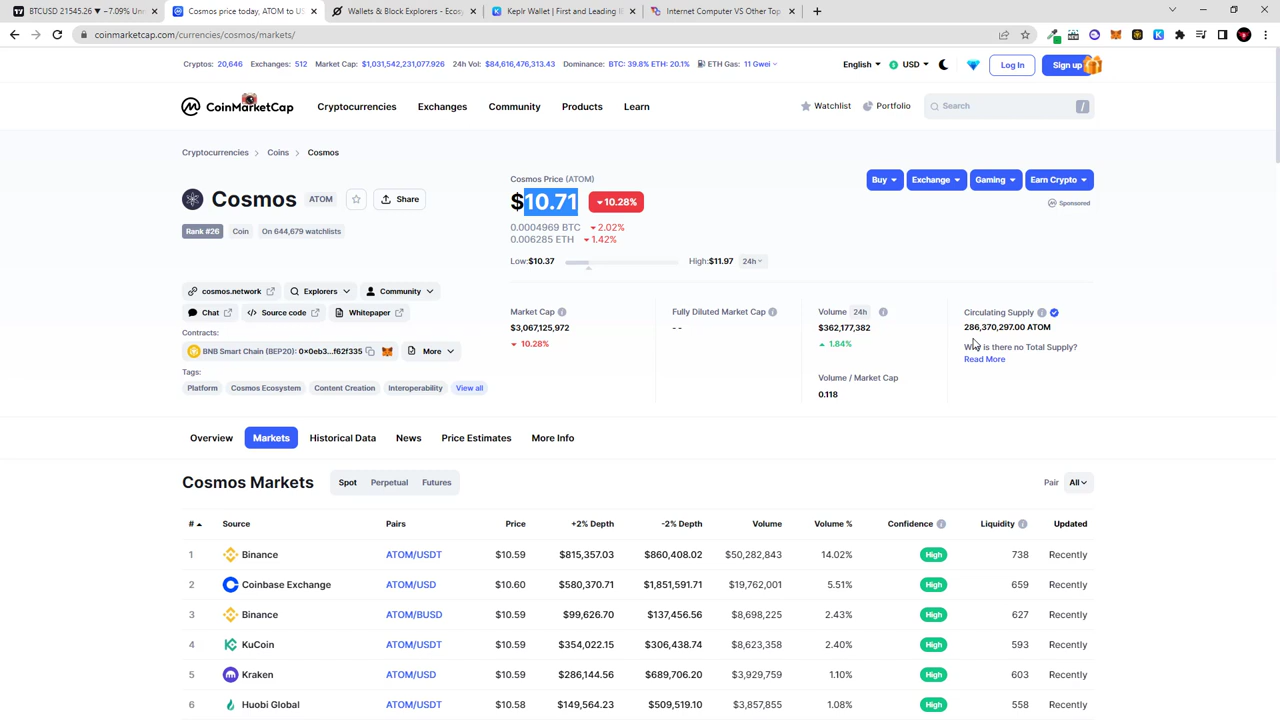 BTCUSD 21545.26 ▼ −7.09% Un
Cosmos price today, ATOM to US
Wallets & Block Explorers - Ecos
Keplr Wallet | First and Leading I
Internet Computer VS Other Top
coinmarketcap.com/currencies/cosmos/markets/
Cryptos: 20,646 Exchanges: 512 Market Cap: $1,031,542,231,077.926 24h Vol: $84,616,476,313.43 Dominance: BTC: 39.8% ETH: 20.1% ETH Gas: 11 Gwei
English USD Log In Sign up
CoinMarketCap Cryptocurrencies Exchanges Community Products Learn Watchlist Portfolio Search /
Cryptocurrencies > Coins > Cosmos
Cosmos ATOM Share
Rank #26 Coin On 644,679 watchlists
cosmos.network Explorers Community
Chat Source code Whitepaper
Contracts:
BNB Smart Chain (BEP20): 0x0eb3...f62f335 More
Tags:
Platform Cosmos Ecosystem Content Creation Interoperability View all
Cosmos Price (ATOM)
$10.71 10.28%
0.0004969 BTC 2.02%
0.006285 ETH 1.42%
Low: $10.37 High: $11.97 24h
Buy Exchange Gaming Earn Crypto
Sponsored
Market Cap
$3,067,125,972
10.28%
Fully Diluted Market Cap
- -
Volume 24h
$362,177,382
1.84%
Volume / Market Cap
0.118
Circulating Supply
286,370,297.00 ATOM
is there no Total Supply?
Read More
Overview Markets Historical Data News Price Estimates More Info
Cosmos Markets Spot Perpetual Futures Pair All
# Source Pairs Price +2% Depth -2% Depth Volume Volume % Confidence Liquidity Updated
1 Binance ATOM/USDT $10.59 $815,357.03 $860,408.02 $50,282,843 14.02% High 738 Recently
2 Coinbase Exchange ATOM/USD $10.60 $580,370.71 $1,851,591.71 $19,762,001 5.51% High 659 Recently
3 Binance ATOM/BUSD $10.59 $99,626.70 $137,456.56 $8,698,225 2.43% High 627 Recently
4 KuCoin ATOM/USDT $10.59 $354,022.15 $306,438.74 $8,623,358 2.40% High 593 Recently
5 Kraken ATOM/USD $10.59 $286,144.56 $689,706.20 $3,929,759 1.10% High 603 Recently
6 Huobi Global ATOM/USDT $10.58 $149,564.23 $509,519.10 $3,857,855 1.08% High 558 Recently